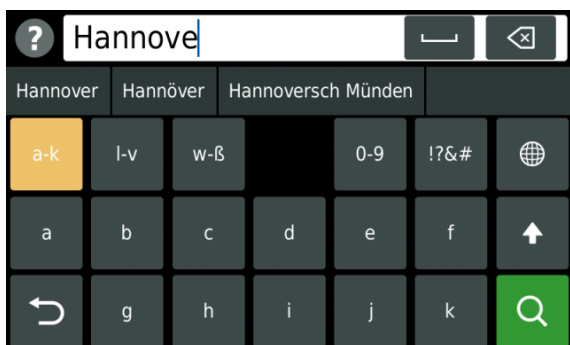 ? Hannove
Hannover Hannöver Hannoversch Münden
a-k l-v w-ß 0-9 !?&#
a b c d e f
g h i j k